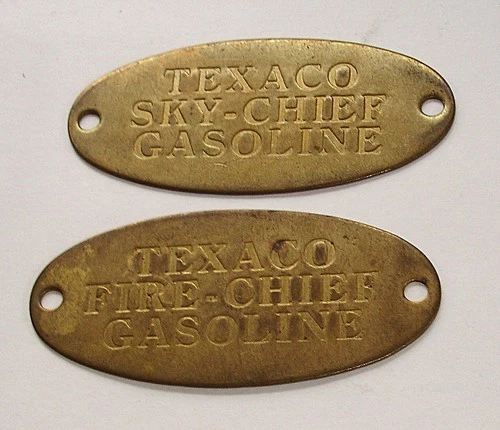 TEXACO
SKY-CHIEF
GASOLINE
TEXACO
FIRE-CHIEF
GASOLINE